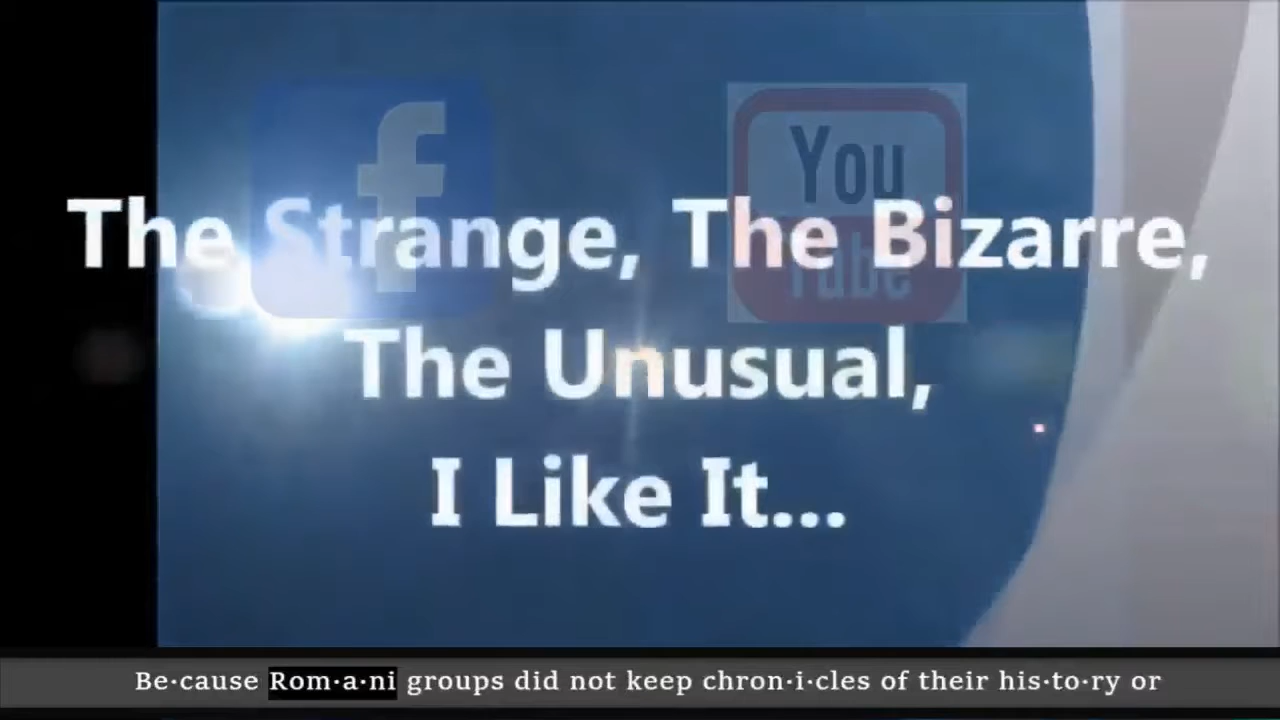 f
You
Tube
The Strange, The Bizarre,
The Unusual,
I Like It...
Be·cause Rom·a·ni groups did not keep chron·i·cles of their his·to·ry or